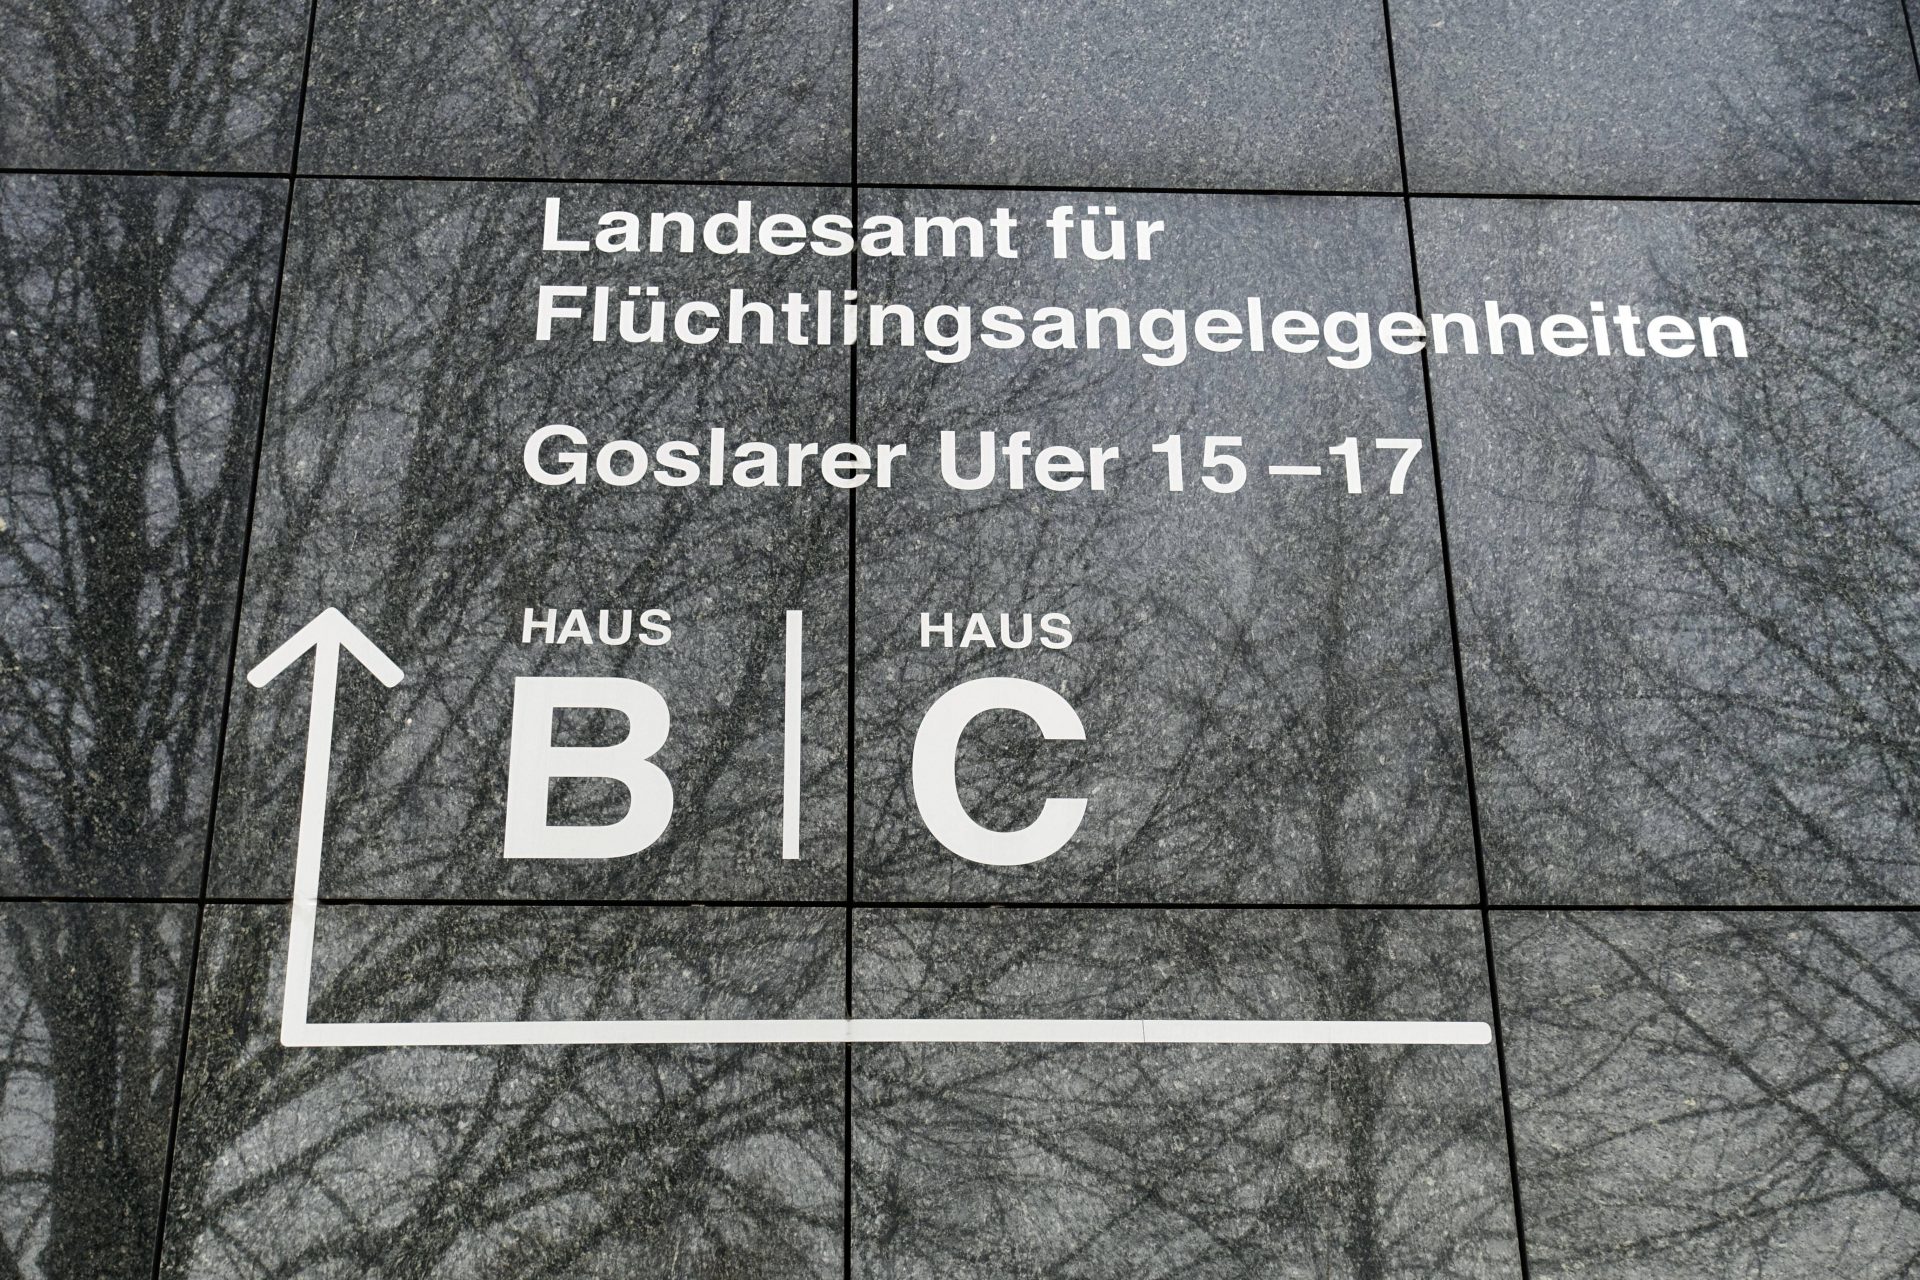 Landesamt für
Flüchtlingsangelegenheiten
Goslarer Ufer 15–17
HAUS HAUS
B | C